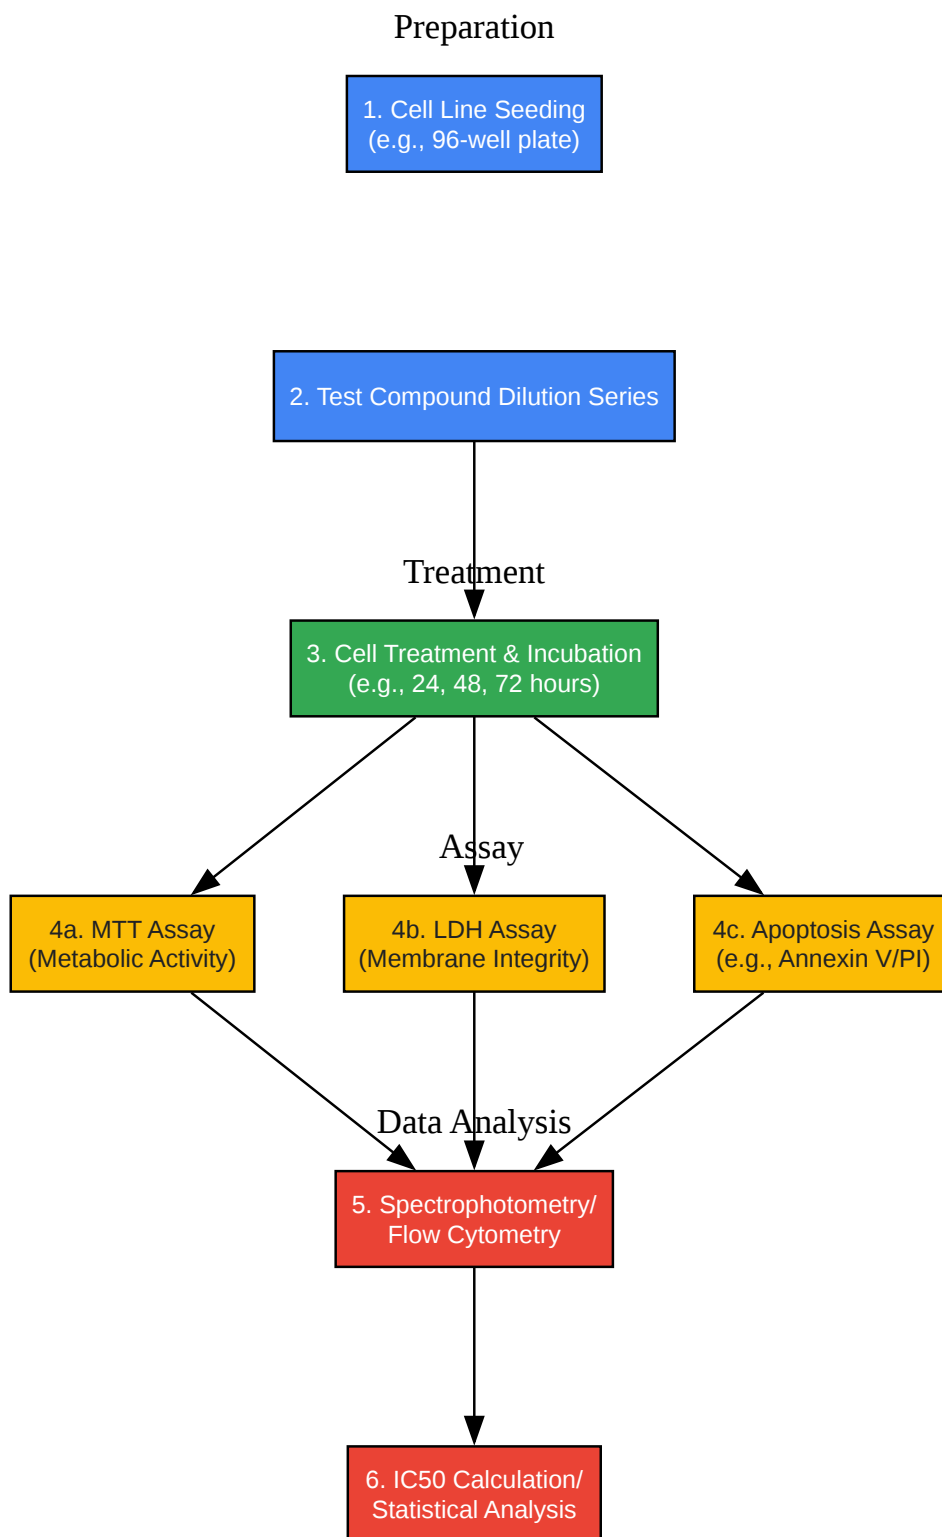 Preparation
1. Cell Line Seeding
(e.g., 96-well plate)
2. Test Compound Dilution Series
Treatment
3. Cell Treatment & Incubation
(e.g., 24, 48, 72 hours)
Assay
4a. MTT Assay
(Metabolic Activity)
4b. LDH Assay
(Membrane Integrity)
4c. Apoptosis Assay
(e.g., Annexin V/PI)
Data Analysis
5. Spectrophotometry/
Flow Cytometry
6. IC50 Calculation/
Statistical Analysis